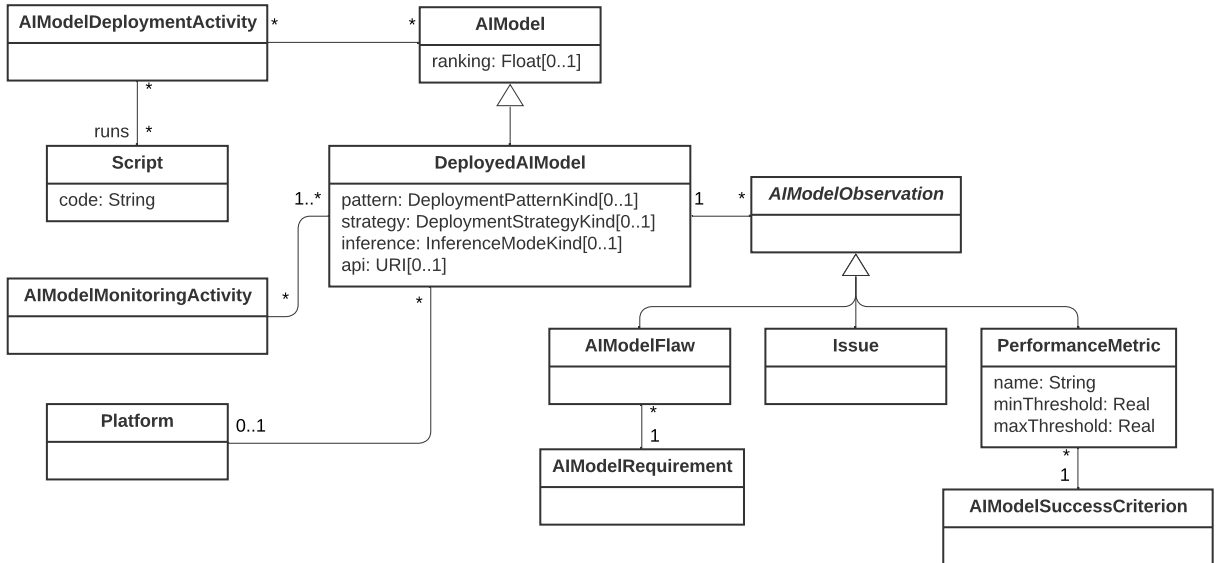 AIModelDeploymentActivity
*
*
AIModel
ranking: Float[0..1]
*
runs
*
Script
code: String
DeployedAIModel
pattern: DeploymentPatternKind[0..1]
strategy: DeploymentStrategyKind[0..1]
inference: InferenceModeKind[0..1]
api: URI[0..1]
1..*
1
*
AIModelObservation
AIModelMonitoringActivity
*
*
AIModelFlaw
Issue
PerformanceMetric
name: String
minThreshold: Real
maxThreshold: Real
Platform
0..1
*
1
AIModelRequirement
*
1
AIModelSuccessCriterion